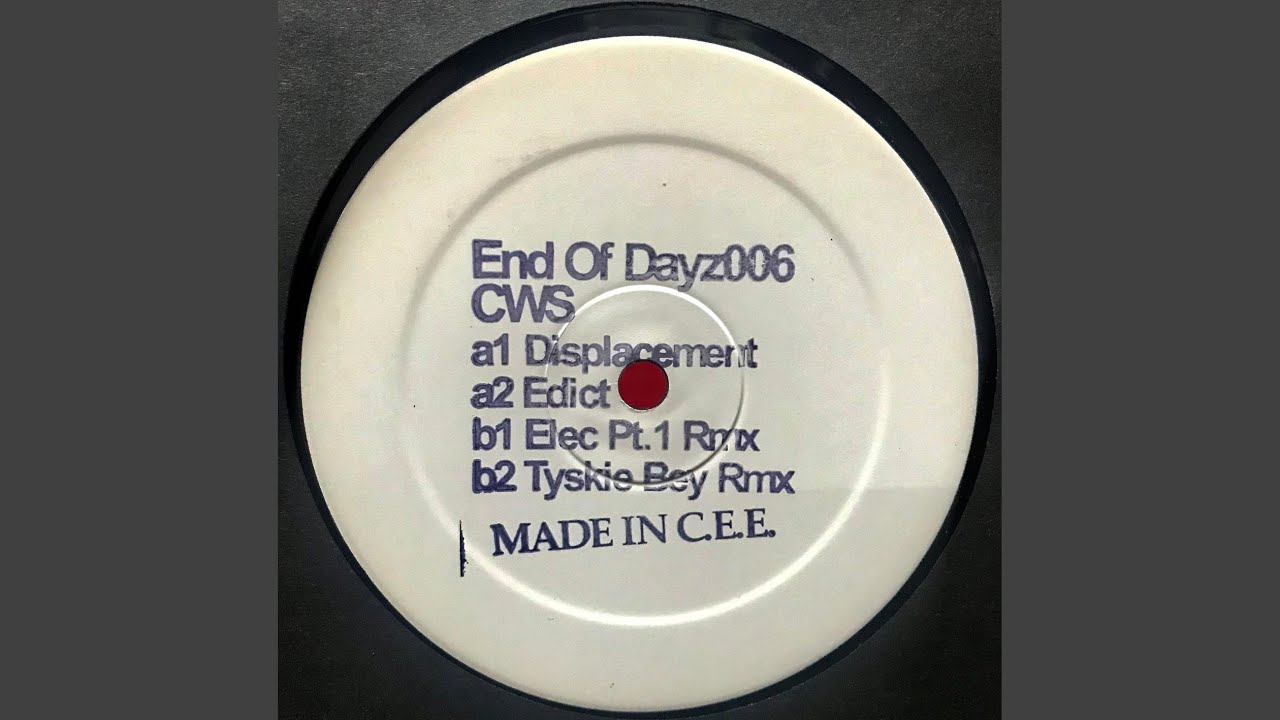 End Of Dayz006
CWS
a1 Displacement
a2 Edict
b1 Elec Pt.1 Rmx
b2 Tyskie Bey Rmx
MADE IN C.E.E.